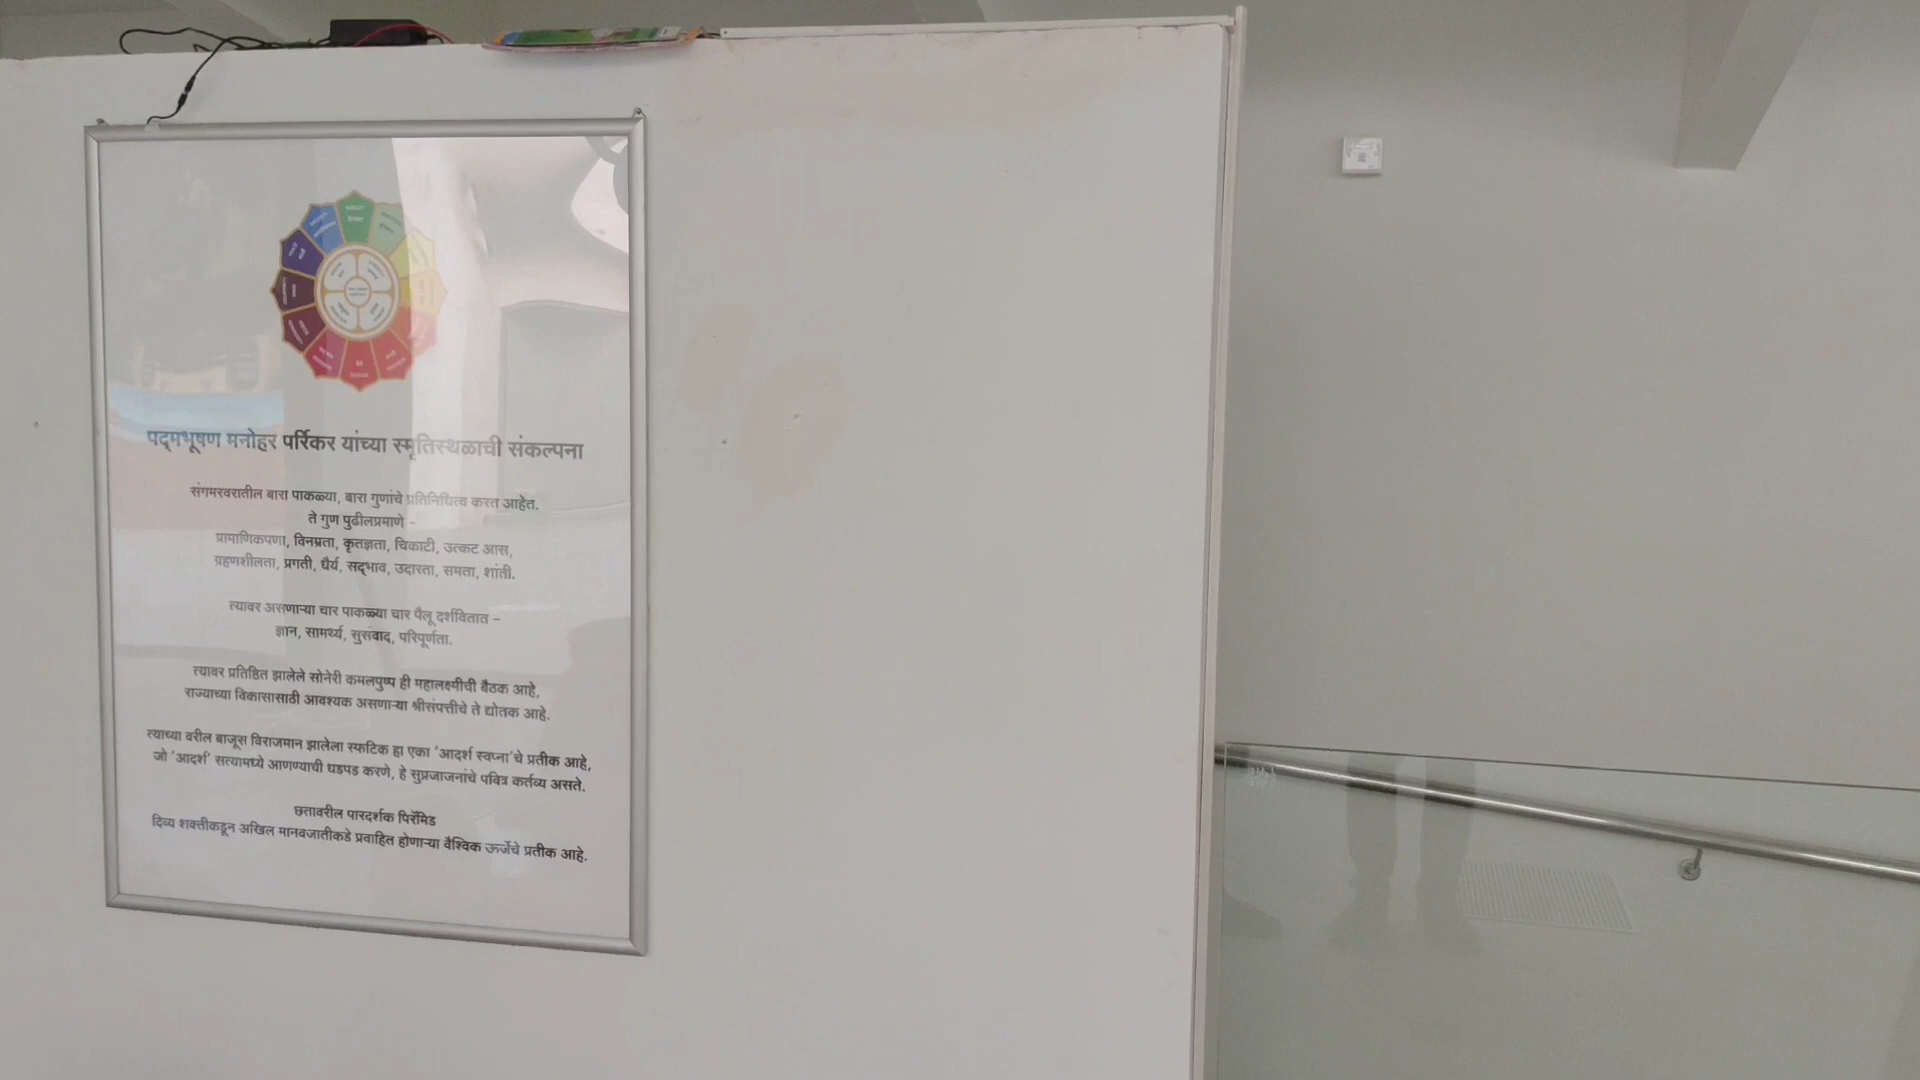 पद्मभूषण मनोहर पर्रिकर यांच्या स्मृतिस्थळाची संकल्पना
संगमरवरातील बारा पाकळ्या, बारा गुणांचे प्रतिनिधित्व करत आहेत.
ते गुण पुढीलप्रमाणे –
प्रामाणिकपणा, विनम्रता, कृतज्ञता, चिकाटी, उत्कट आस,
ग्रहणशीलता, प्रगती, धैर्य, सद्‌भाव, उदारता, समता, शांती.
त्यावर असणाऱ्या चार पाकळ्या चार पैलू दर्शवितात –
ज्ञान, सामर्थ्य, सुसंवाद, परिपूर्णता.
त्यावर प्रतिष्ठित झालेले सोनेरी कमलपुष्प ही महालक्ष्मीची बैठक आहे,
राज्याच्या विकासासाठी आवश्यक असणाऱ्या श्रीसंपत्तीचे ते द्योतक आहे.
त्याच्या वरील बाजूस विराजमान झालेला स्फटिक हा एका ‘आदर्श स्वप्ना’चे प्रतीक आहे,
जो ‘आदर्श’ सत्यामध्ये आणण्याची धडपड करणे, हे सुप्रजाजनांचे पवित्र कर्तव्य असते.
छतावरील पारदर्शक पिरॅमिड
दिव्य शक्तीकडून अखिल मानवजातीकडे प्रवाहित होणाऱ्या वैश्विक ऊर्जेचे प्रतीक आहे.